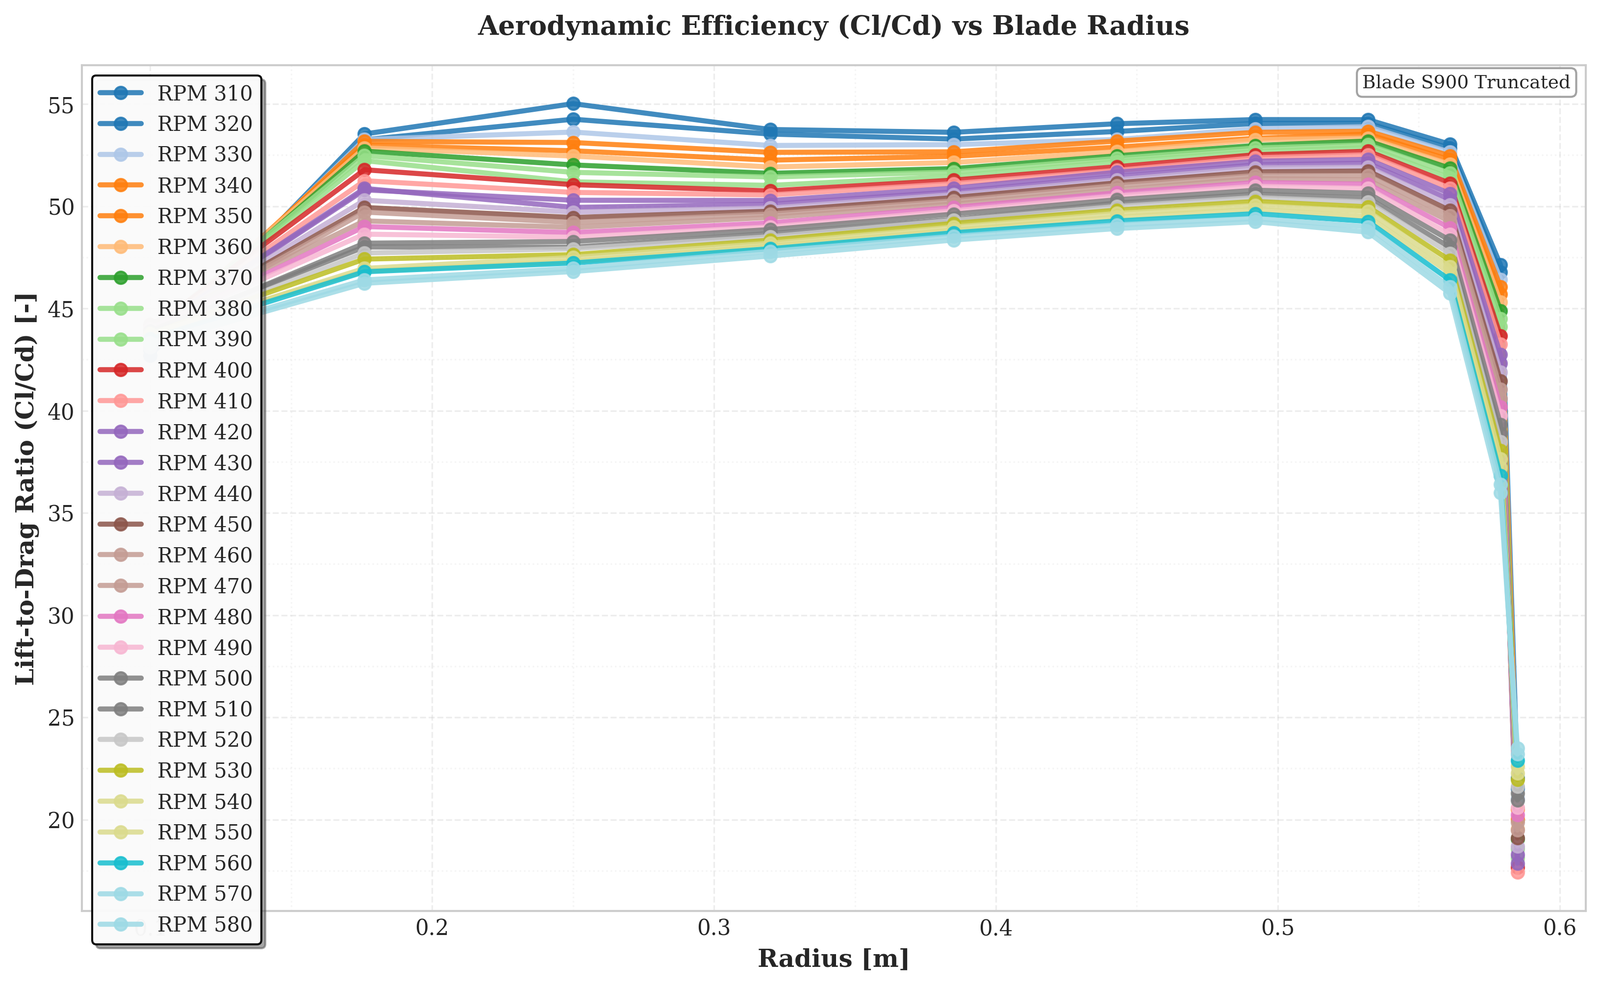 Aerodynamic Efficiency (Cl/Cd) vs Blade Radius
Blade S900 Truncated
RPM 310
RPM 320
RPM 330
RPM 340
RPM 350
RPM 360
RPM 370
RPM 380
RPM 390
RPM 400
RPM 410
RPM 420
RPM 430
RPM 440
RPM 450
RPM 460
RPM 470
RPM 480
RPM 490
RPM 500
RPM 510
RPM 520
RPM 530
RPM 540
RPM 550
RPM 560
RPM 570
RPM 580
Lift-to-Drag Ratio (Cl/Cd) [-]
55
50
45
40
35
30
25
20
0.2
0.3
0.4
0.5
0.6
Radius [m]